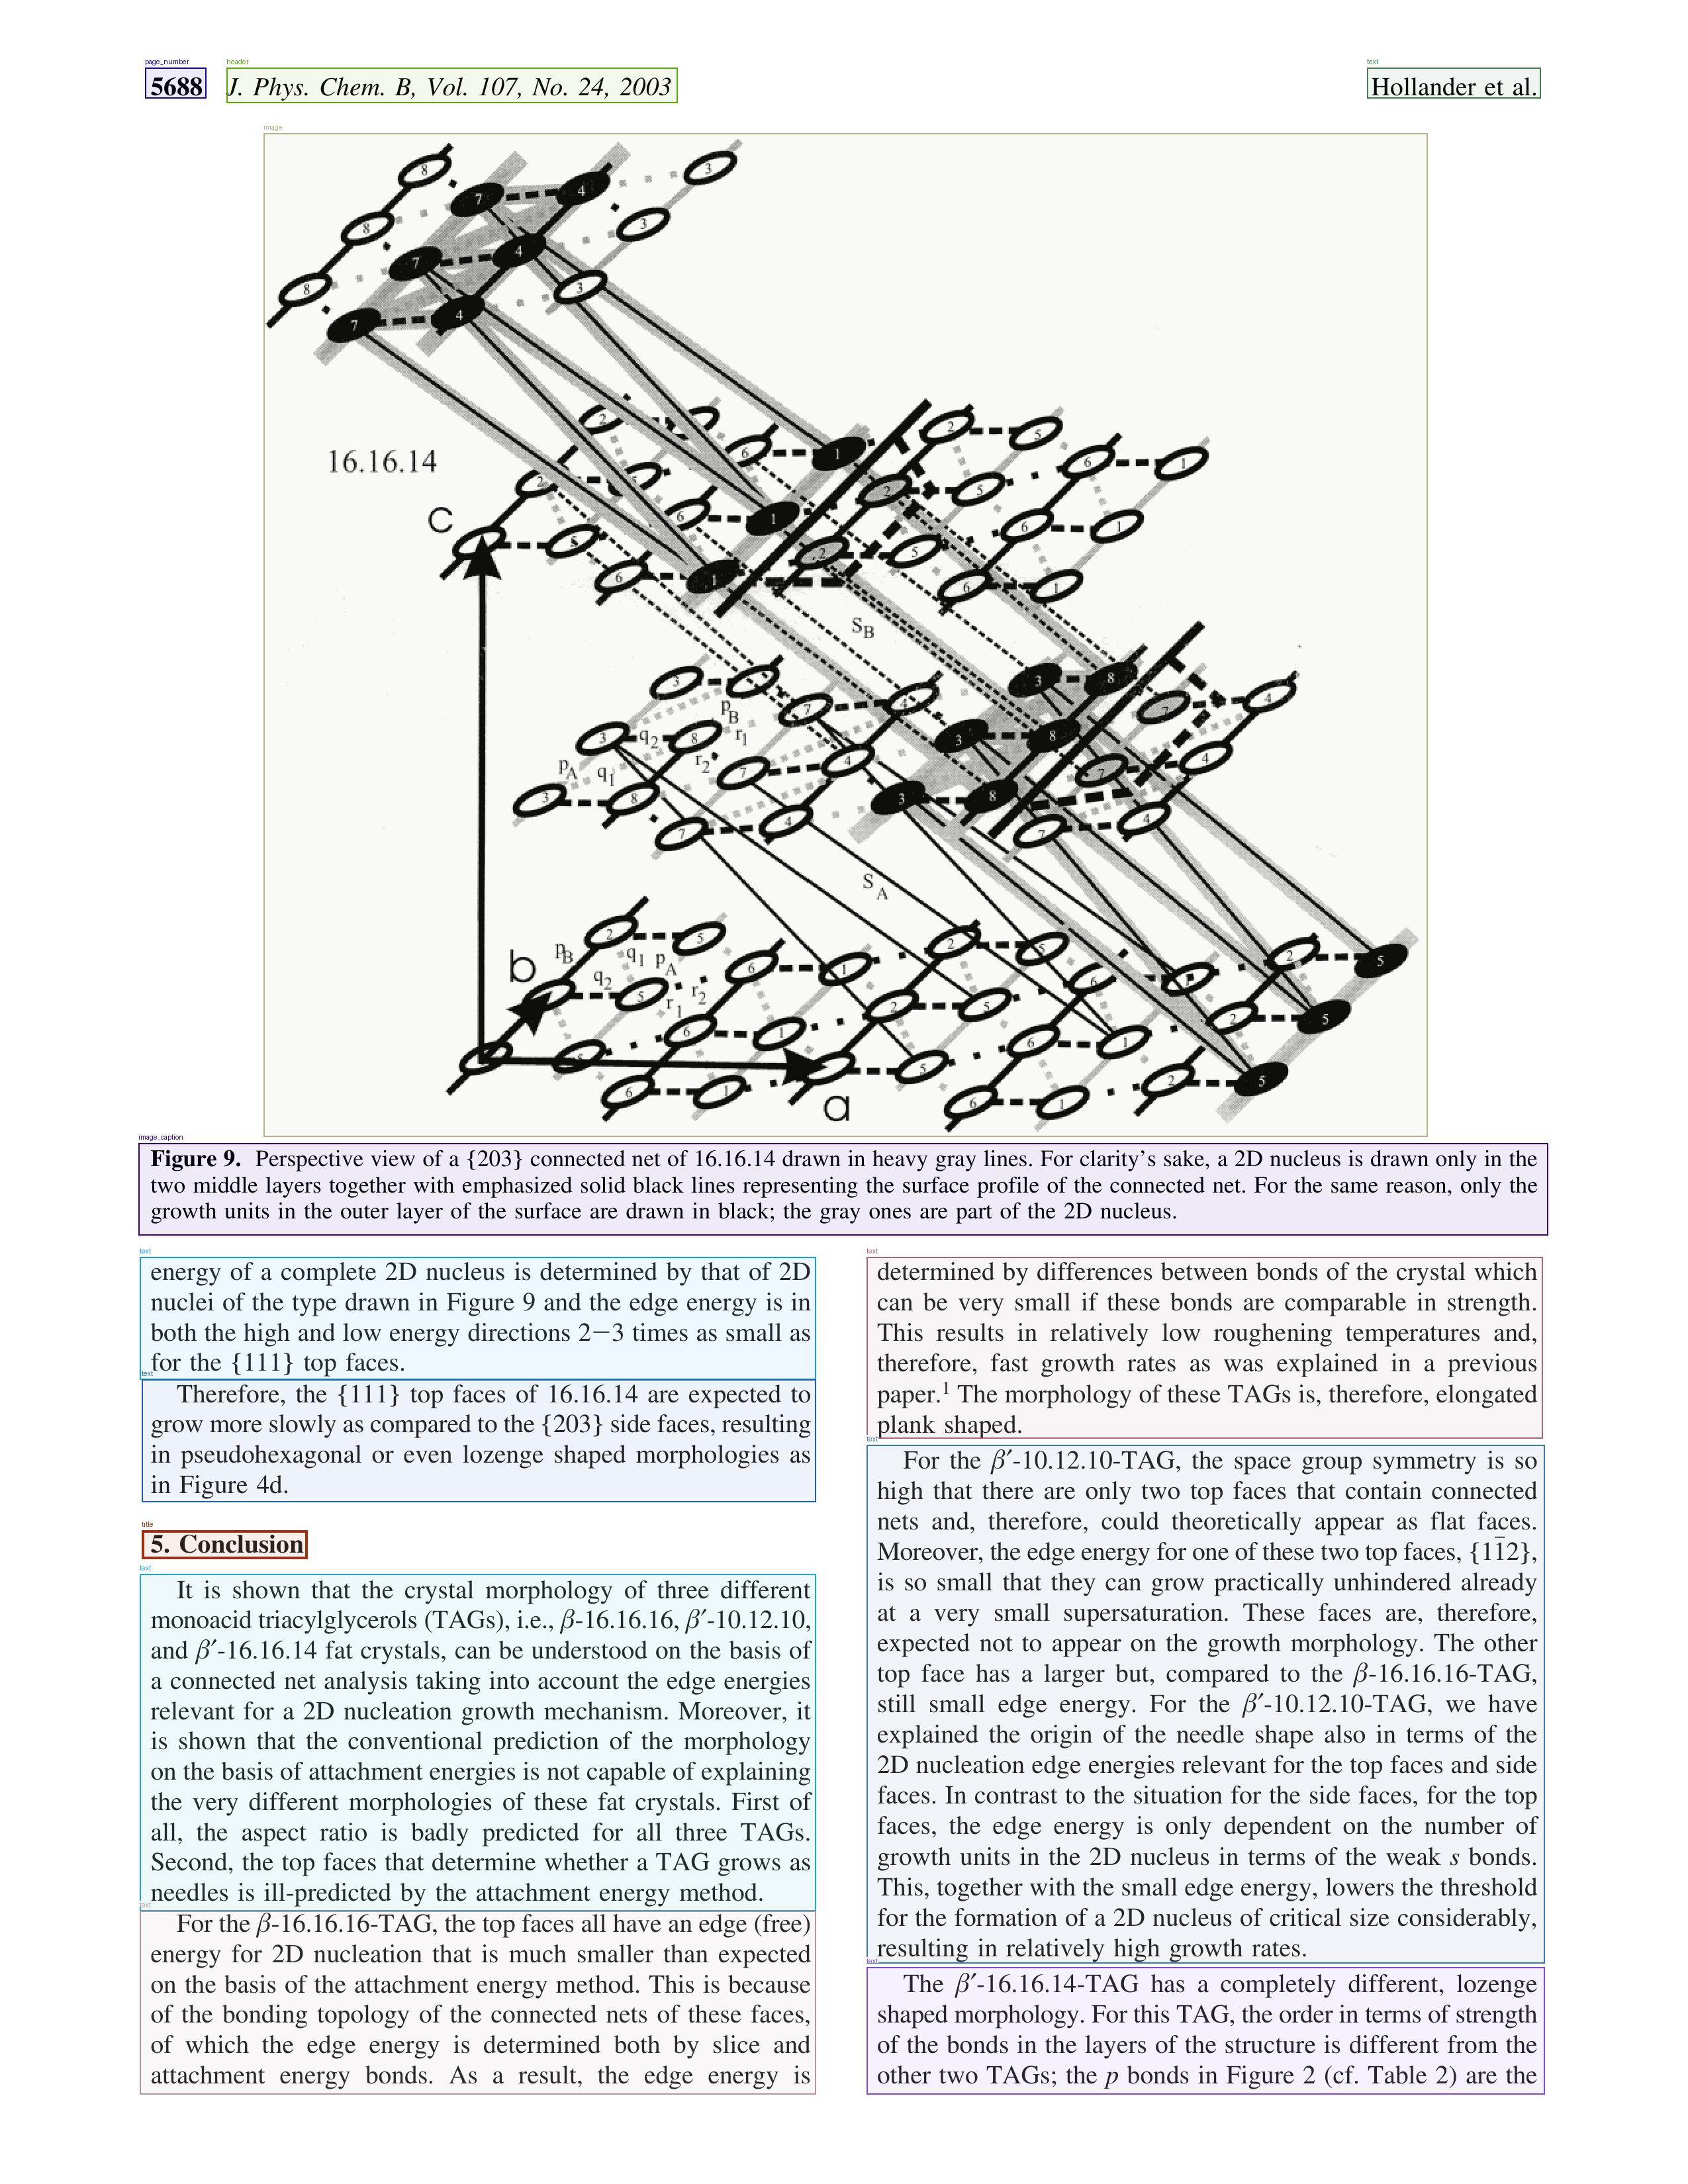 page_number
5688
header
J. Phys. Chem. B, Vol. 107, No. 24, 2003
text
Hollander et al.
image
16.16.14
c
b
a
S_B
S_A
p_B
r_1
q_2
r_2
p_A
q_1
p_B
q_1
p_A
q_2
r_2
r_1
image_caption
Figure 9. Perspective view of a {203} connected net of 16.16.14 drawn in heavy gray lines. For clarity's sake, a 2D nucleus is drawn only in the
two middle layers together with emphasized solid black lines representing the surface profile of the connected net. For the same reason, only the
growth units in the outer layer of the surface are drawn in black; the gray ones are part of the 2D nucleus.
text
energy of a complete 2D nucleus is determined by that of 2D
nuclei of the type drawn in Figure 9 and the edge energy is in
both the high and low energy directions 2−3 times as small as
for the {111} top faces.
text
Therefore, the {111} top faces of 16.16.14 are expected to
grow more slowly as compared to the {203} side faces, resulting
in pseudohexagonal or even lozenge shaped morphologies as
in Figure 4d.
title
5. Conclusion
text
It is shown that the crystal morphology of three different
monoacid triacylglycerols (TAGs), i.e., β-16.16.16, β′-10.12.10,
and β′-16.16.14 fat crystals, can be understood on the basis of
a connected net analysis taking into account the edge energies
relevant for a 2D nucleation growth mechanism. Moreover, it
is shown that the conventional prediction of the morphology
on the basis of attachment energies is not capable of explaining
the very different morphologies of these fat crystals. First of
all, the aspect ratio is badly predicted for all three TAGs.
Second, the top faces that determine whether a TAG grows as
needles is ill-predicted by the attachment energy method.
text
For the β-16.16.16-TAG, the top faces all have an edge (free)
energy for 2D nucleation that is much smaller than expected
on the basis of the attachment energy method. This is because
of the bonding topology of the connected nets of these faces,
of which the edge energy is determined both by slice and
attachment energy bonds. As a result, the edge energy is
text
determined by differences between bonds of the crystal which
can be very small if these bonds are comparable in strength.
This results in relatively low roughening temperatures and,
therefore, fast growth rates as was explained in a previous
paper.¹ The morphology of these TAGs is, therefore, elongated
plank shaped.
text
For the β′-10.12.10-TAG, the space group symmetry is so
high that there are only two top faces that contain connected
nets and, therefore, could theoretically appear as flat faces.
Moreover, the edge energy for one of these two top faces, {11̄2},
is so small that they can grow practically unhindered already
at a very small supersaturation. These faces are, therefore,
expected not to appear on the growth morphology. The other
top face has a larger but, compared to the β-16.16.16-TAG,
still small edge energy. For the β′-10.12.10-TAG, we have
explained the origin of the needle shape also in terms of the
2D nucleation edge energies relevant for the top faces and side
faces. In contrast to the situation for the side faces, for the top
faces, the edge energy is only dependent on the number of
growth units in the 2D nucleus in terms of the weak s bonds.
This, together with the small edge energy, lowers the threshold
for the formation of a 2D nucleus of critical size considerably,
resulting in relatively high growth rates.
text
The β′-16.16.14-TAG has a completely different, lozenge
shaped morphology. For this TAG, the order in terms of strength
of the bonds in the layers of the structure is different from the
other two TAGs; the p bonds in Figure 2 (cf. Table 2) are the